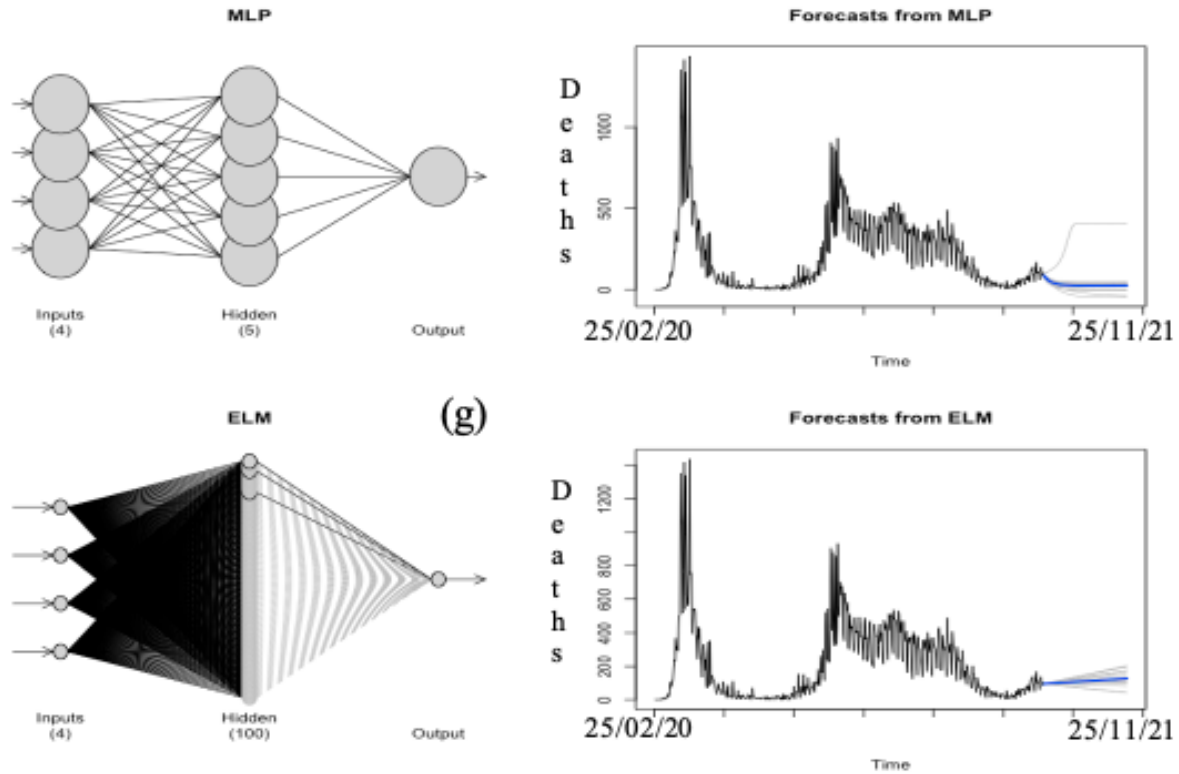 MLP
Inputs
(4)
Hidden
(5)
Output
Forecasts from MLP
Deaths
0
500
1000
25/02/20
25/11/21
Time
ELM
(g)
Inputs
(4)
Hidden
(100)
Output
Forecasts from ELM
Deaths
0
200
400
600
800
1200
25/02/20
25/11/21
Time